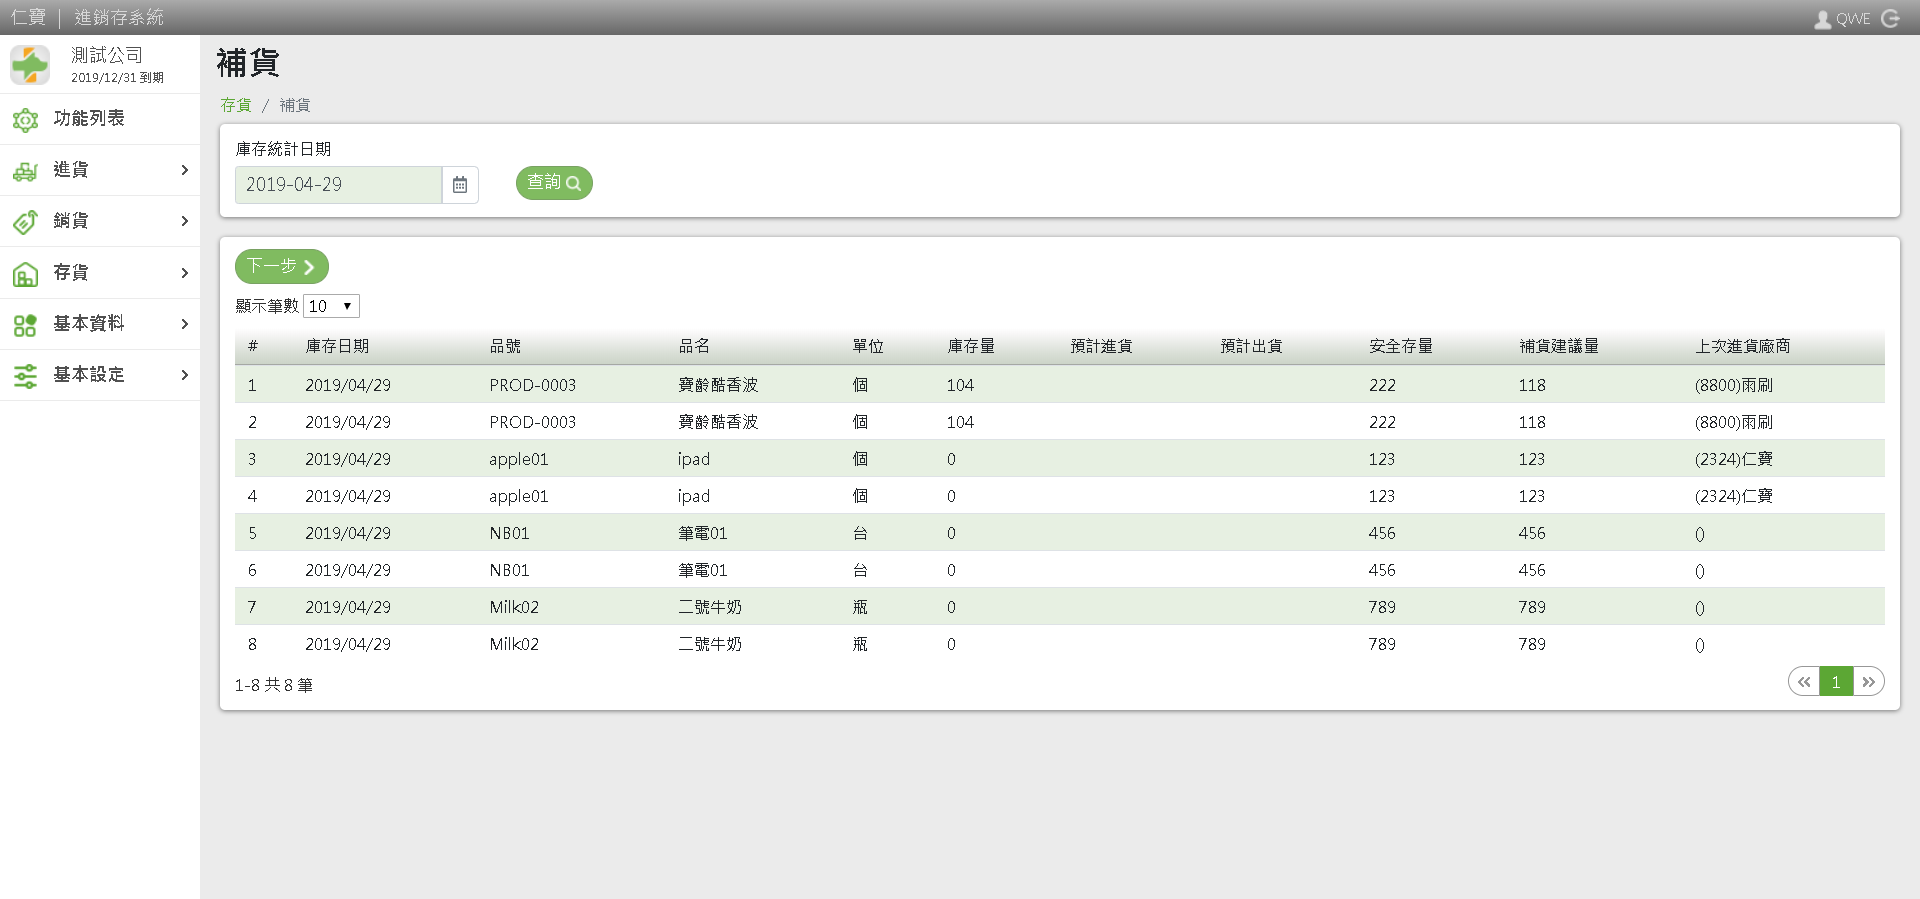 仁寶 | 進銷存系統
QWE
測試公司
2019/12/31 到期
功能列表
進貨
銷貨
存貨
基本資料
基本設定
補貨
存貨 / 補貨
庫存統計日期
2019-04-29
查詢
下一步
顯示筆數 10
# 庫存日期 品號 品名 單位 庫存量 預計進貨 預計出貨 安全存量 補貨建議量 上次進貨廠商
1 2019/04/29 PROD-0003 寶齡酷香波 個 104 222 118 (8800)雨刷
2 2019/04/29 PROD-0003 寶齡酷香波 個 104 222 118 (8800)雨刷
3 2019/04/29 apple01 ipad 個 0 123 123 (2324)仁寶
4 2019/04/29 apple01 ipad 個 0 123 123 (2324)仁寶
5 2019/04/29 NB01 筆電01 台 0 456 456 ()
6 2019/04/29 NB01 筆電01 台 0 456 456 ()
7 2019/04/29 Milk02 二號牛奶 瓶 0 789 789 ()
8 2019/04/29 Milk02 二號牛奶 瓶 0 789 789 ()
1-8 共 8 筆
« 1 »